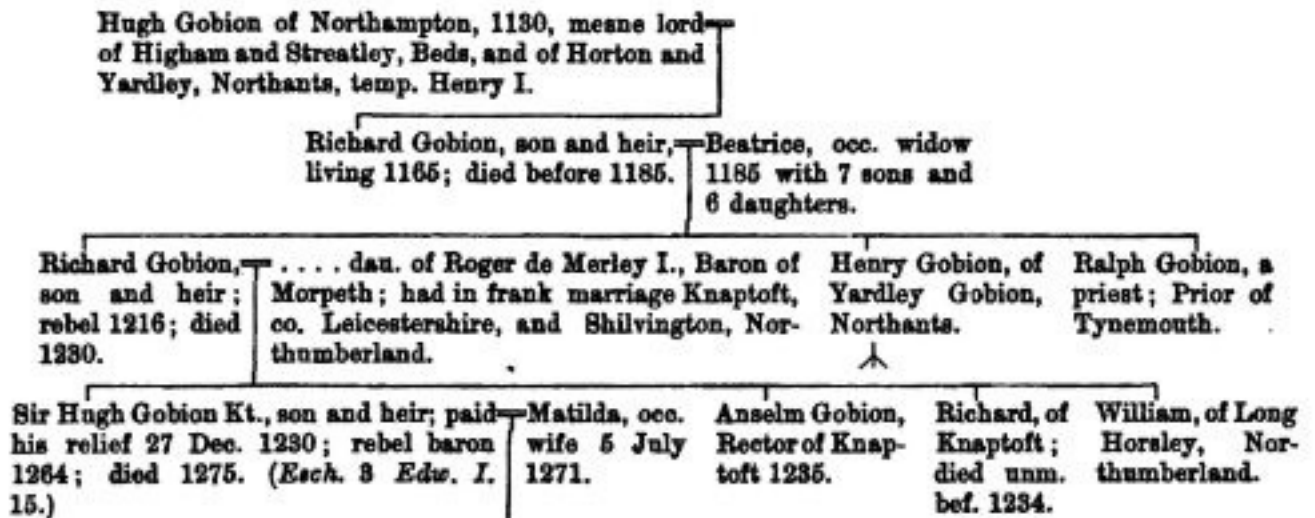 Hugh Gobion of Northampton, 1130, mesne lord
of Higham and Streatley, Beds, and of Horton and
Yardley, Northants, temp. Henry I.
Richard Gobion, son and heir,
living 1165; died before 1185.
Beatrice, occ. widow
1185 with 7 sons and
6 daughters.
Richard Gobion,
son and heir;
rebel 1216; died
1230.
.... dau. of Roger de Merley I., Baron of
Morpeth; had in frank marriage Knaptoft,
co. Leicestershire, and Shilvington, Nor-
thumberland.
Henry Gobion, of
Yardley Gobion,
Northants.
Ralph Gobion, a
priest; Prior of
Tynemouth.
Sir Hugh Gobion Kt., son and heir; paid
his relief 27 Dec. 1230; rebel baron
1264; died 1275. (Esch. 3 Edw. I.
15.)
Matilda, occ.
wife 5 July
1271.
Anselm Gobion,
Rector of Knap-
toft 1235.
Richard, of
Knaptoft;
died unm.
bef. 1234.
William, of Long
Horsley, Nor-
thumberland.